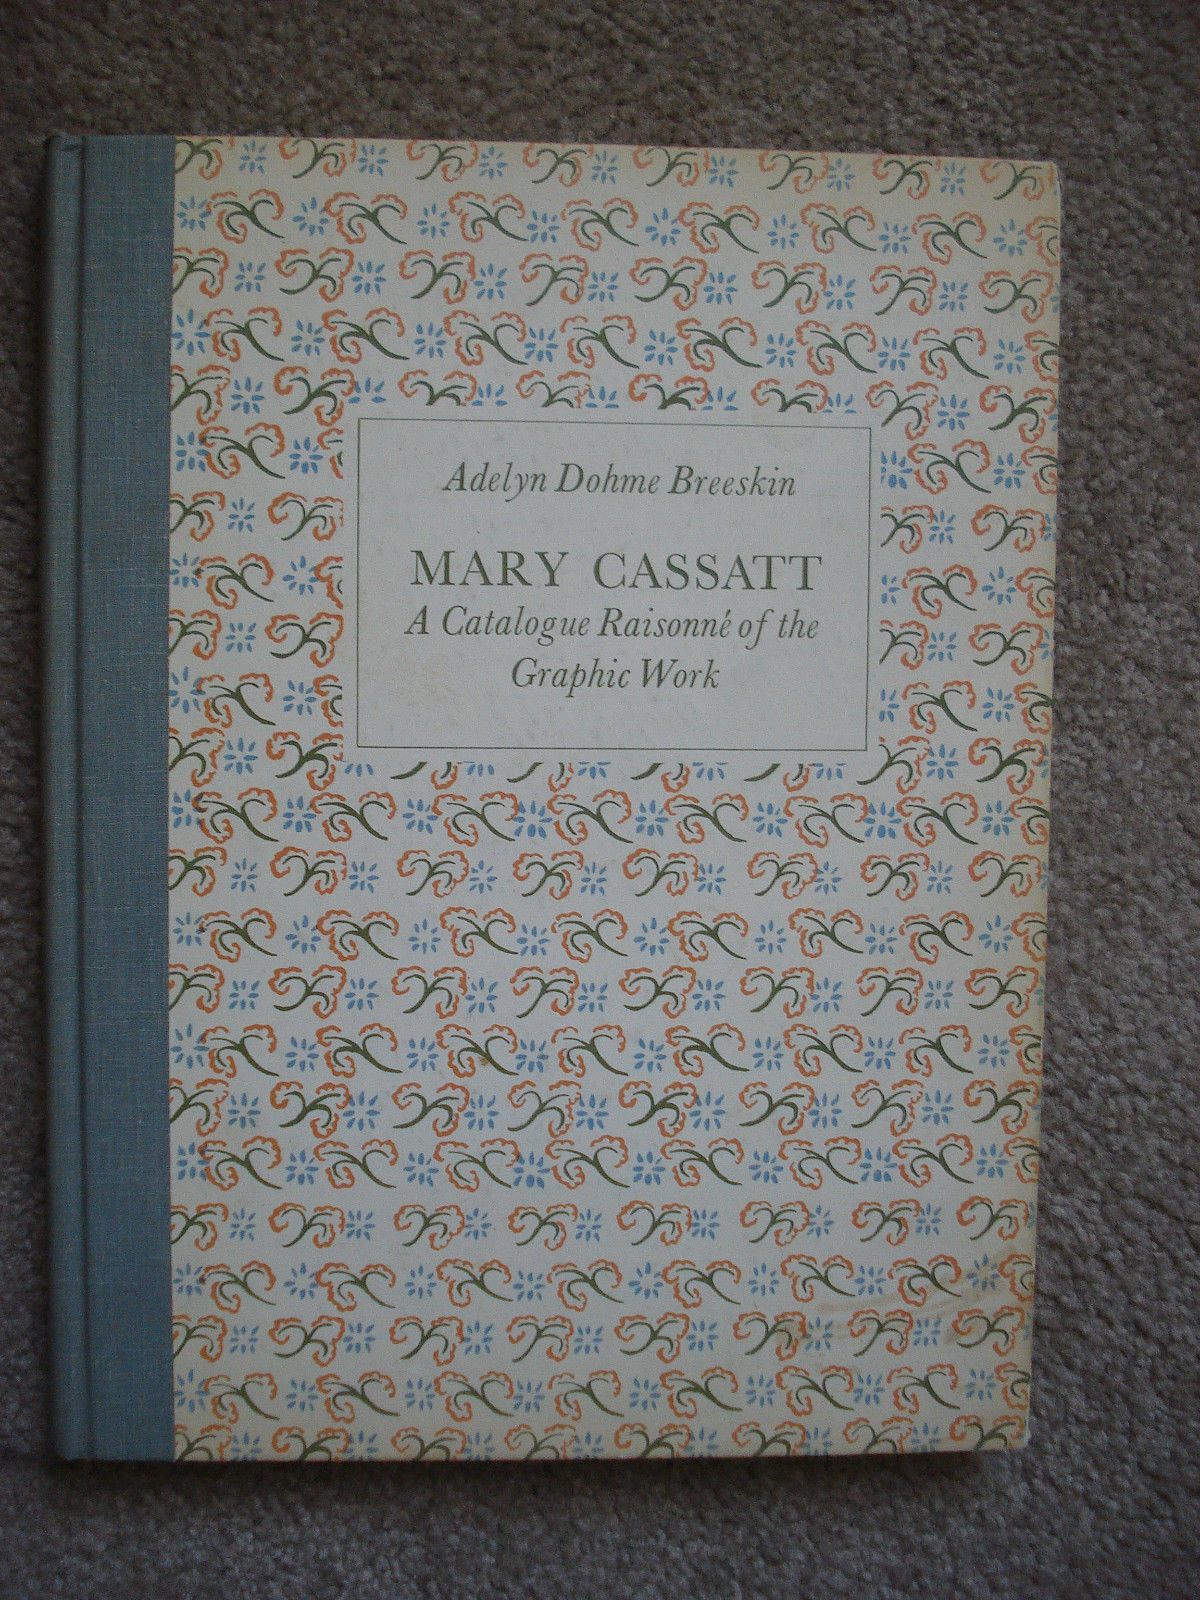 Adelyn Dohme Breeskin
MARY CASSATT
A Catalogue Raisonné of the
Graphic Work